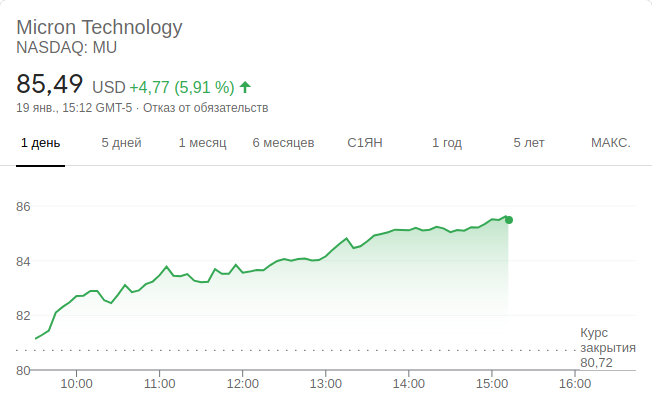 Micron Technology
NASDAQ: MU
85,49 USD +4,77 (5,91 %)
19 янв., 15:12 GMT-5 · Отказ от обязательств
1 день 5 дней 1 месяц 6 месяцев С1ЯН 1 год 5 лет МАКС.
86
84
82
80
Курс
закрытия
80,72
10:00 11:00 12:00 13:00 14:00 15:00 16:00